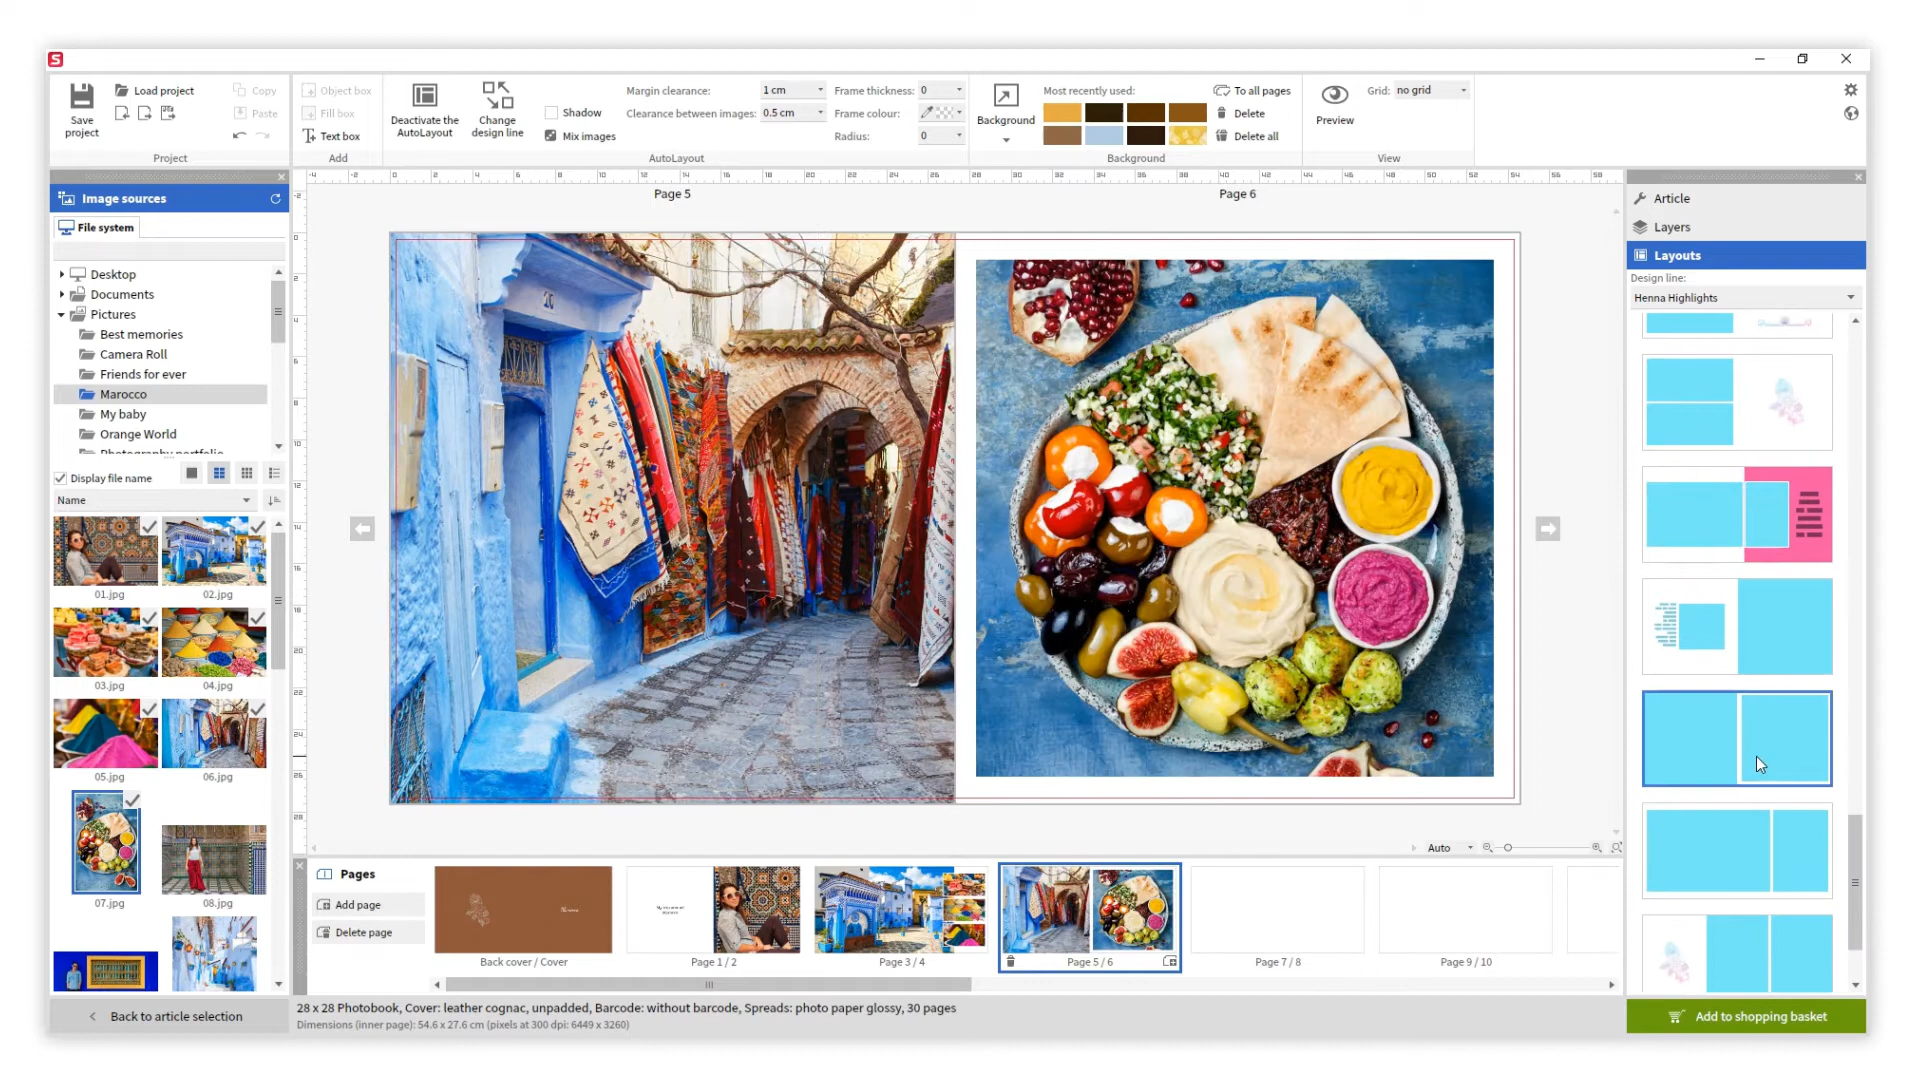 S
Save project
Load project
Copy
Paste
Project
Object box
Fill box
Text box
Add
Deactivate the AutoLayout
Change design line
Shadow
Mix images
Margin clearance: 1 cm
Clearance between images: 0.5 cm
Frame thickness: 0
Frame colour:
Radius: 0
AutoLayout
Background
Most recently used:
To all pages
Delete
Delete all
Background
Preview
Grid: no grid
View
Image sources
File system
Desktop
Documents
Pictures
Best memories
Camera Roll
Friends for ever
Marocco
My baby
Orange World
Photography portfolio
Display file name
Name
01.jpg
02.jpg
03.jpg
04.jpg
05.jpg
06.jpg
07.jpg
08.jpg
Back to article selection
Page 5
Page 6
Auto
Pages
Add page
Delete page
Back cover / Cover
Page 1 / 2
Page 3 / 4
Page 5 / 6
Page 7 / 8
Page 9 / 10
28 x 28 Photobook, Cover: leather cognac, unpadded, Barcode: without barcode, Spreads: photo paper glossy, 30 pages
Dimensions (inner page): 54.6 x 27.6 cm (pixels at 300 dpi: 6449 x 3260)
Article
Layers
Layouts
Design line:
Henna Highlights
Add to shopping basket